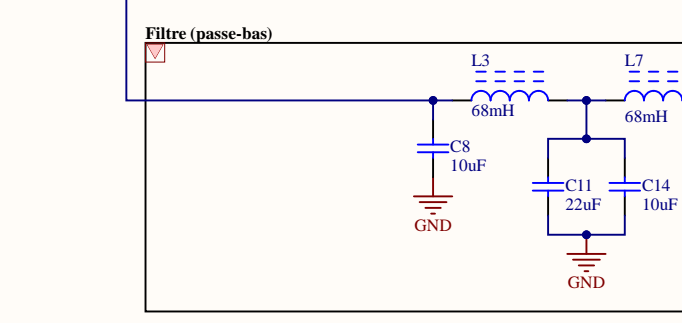 Filtre (passe-bas)
L3
68mH
L7
68mH
C8
10uF
GND
C11
22uF
C14
10uF
GND